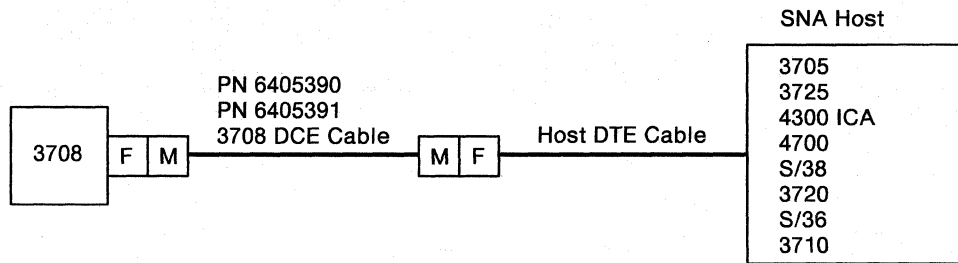 SNA Host
PN 6405390
PN 6405391
3708 DCE Cable
3708
F M
M F
Host DTE Cable
3705
3725
4300 ICA
4700
S/38
3720
S/36
3710